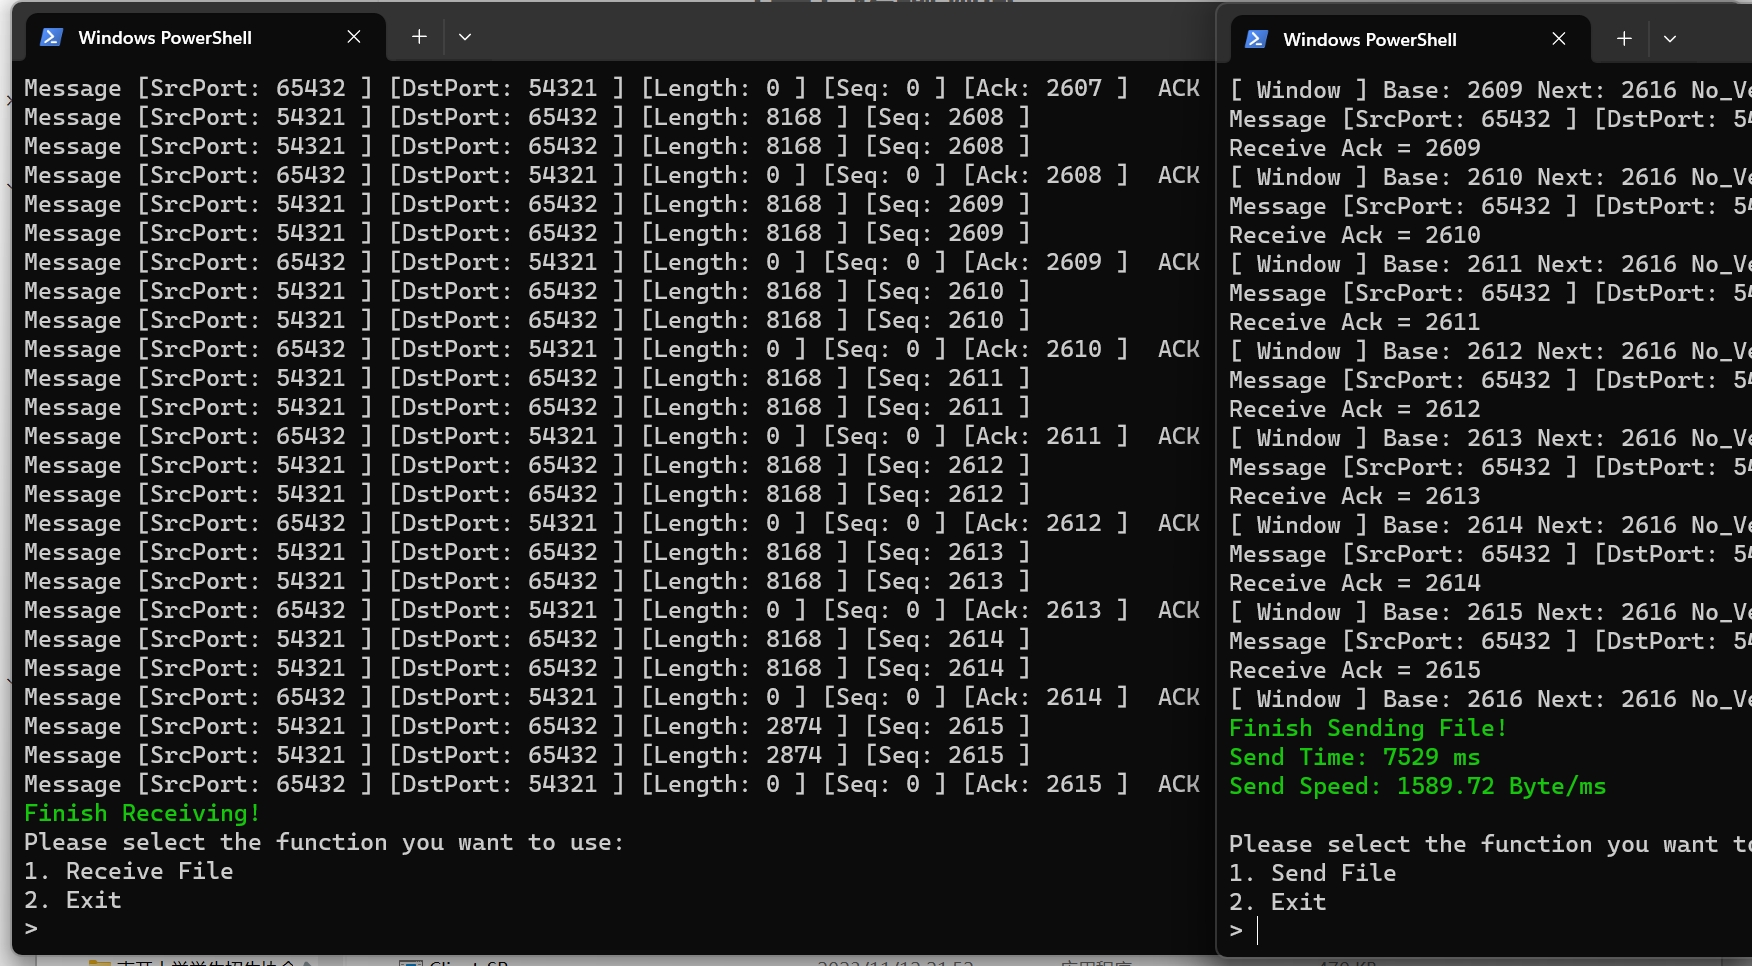 Windows PowerShell
Message [SrcPort: 65432 ] [DstPort: 54321 ] [Length: 0 ] [Seq: 0 ] [Ack: 2607 ]  ACK
Message [SrcPort: 54321 ] [DstPort: 65432 ] [Length: 8168 ] [Seq: 2608 ]
Message [SrcPort: 54321 ] [DstPort: 65432 ] [Length: 8168 ] [Seq: 2608 ]
Message [SrcPort: 65432 ] [DstPort: 54321 ] [Length: 0 ] [Seq: 0 ] [Ack: 2608 ]  ACK
Message [SrcPort: 54321 ] [DstPort: 65432 ] [Length: 8168 ] [Seq: 2609 ]
Message [SrcPort: 54321 ] [DstPort: 65432 ] [Length: 8168 ] [Seq: 2609 ]
Message [SrcPort: 65432 ] [DstPort: 54321 ] [Length: 0 ] [Seq: 0 ] [Ack: 2609 ]  ACK
Message [SrcPort: 54321 ] [DstPort: 65432 ] [Length: 8168 ] [Seq: 2610 ]
Message [SrcPort: 54321 ] [DstPort: 65432 ] [Length: 8168 ] [Seq: 2610 ]
Message [SrcPort: 65432 ] [DstPort: 54321 ] [Length: 0 ] [Seq: 0 ] [Ack: 2610 ]  ACK
Message [SrcPort: 54321 ] [DstPort: 65432 ] [Length: 8168 ] [Seq: 2611 ]
Message [SrcPort: 54321 ] [DstPort: 65432 ] [Length: 8168 ] [Seq: 2611 ]
Message [SrcPort: 65432 ] [DstPort: 54321 ] [Length: 0 ] [Seq: 0 ] [Ack: 2611 ]  ACK
Message [SrcPort: 54321 ] [DstPort: 65432 ] [Length: 8168 ] [Seq: 2612 ]
Message [SrcPort: 54321 ] [DstPort: 65432 ] [Length: 8168 ] [Seq: 2612 ]
Message [SrcPort: 65432 ] [DstPort: 54321 ] [Length: 0 ] [Seq: 0 ] [Ack: 2612 ]  ACK
Message [SrcPort: 54321 ] [DstPort: 65432 ] [Length: 8168 ] [Seq: 2613 ]
Message [SrcPort: 54321 ] [DstPort: 65432 ] [Length: 8168 ] [Seq: 2613 ]
Message [SrcPort: 65432 ] [DstPort: 54321 ] [Length: 0 ] [Seq: 0 ] [Ack: 2613 ]  ACK
Message [SrcPort: 54321 ] [DstPort: 65432 ] [Length: 8168 ] [Seq: 2614 ]
Message [SrcPort: 54321 ] [DstPort: 65432 ] [Length: 8168 ] [Seq: 2614 ]
Message [SrcPort: 65432 ] [DstPort: 54321 ] [Length: 0 ] [Seq: 0 ] [Ack: 2614 ]  ACK
Message [SrcPort: 54321 ] [DstPort: 65432 ] [Length: 2874 ] [Seq: 2615 ]
Message [SrcPort: 54321 ] [DstPort: 65432 ] [Length: 2874 ] [Seq: 2615 ]
Message [SrcPort: 65432 ] [DstPort: 54321 ] [Length: 0 ] [Seq: 0 ] [Ack: 2615 ]  ACK
Finish Receiving!
Please select the function you want to use:
1. Receive File
2. Exit
>
Windows PowerShell
[ Window ] Base: 2609 Next: 2616 No_Ve
Message [SrcPort: 65432 ] [DstPort: 54
Receive Ack = 2609
[ Window ] Base: 2610 Next: 2616 No_Ve
Message [SrcPort: 65432 ] [DstPort: 54
Receive Ack = 2610
[ Window ] Base: 2611 Next: 2616 No_Ve
Message [SrcPort: 65432 ] [DstPort: 54
Receive Ack = 2611
[ Window ] Base: 2612 Next: 2616 No_Ve
Message [SrcPort: 65432 ] [DstPort: 54
Receive Ack = 2612
[ Window ] Base: 2613 Next: 2616 No_Ve
Message [SrcPort: 65432 ] [DstPort: 54
Receive Ack = 2613
[ Window ] Base: 2614 Next: 2616 No_Ve
Message [SrcPort: 65432 ] [DstPort: 54
Receive Ack = 2614
[ Window ] Base: 2615 Next: 2616 No_Ve
Message [SrcPort: 65432 ] [DstPort: 54
Receive Ack = 2615
[ Window ] Base: 2616 Next: 2616 No_Ve
Finish Sending File!
Send Time: 7529 ms
Send Speed: 1589.72 Byte/ms
Please select the function you want to
1. Send File
2. Exit
>